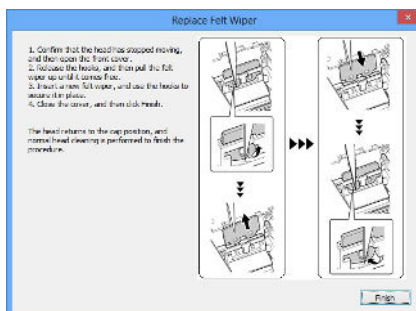 Replace Felt Wiper
1. Confirm that the head has stopped moving,
and then open the front cover.
2. Release the hooks, and then pull the felt
wiper up until it comes free.
3. Insert a new felt wiper, and use the hooks to
secure it in place.
4. Close the cover, and then click Finish.
The head returns to the cap position, and
normal head cleaning is performed to finish the
procedure.
Finish